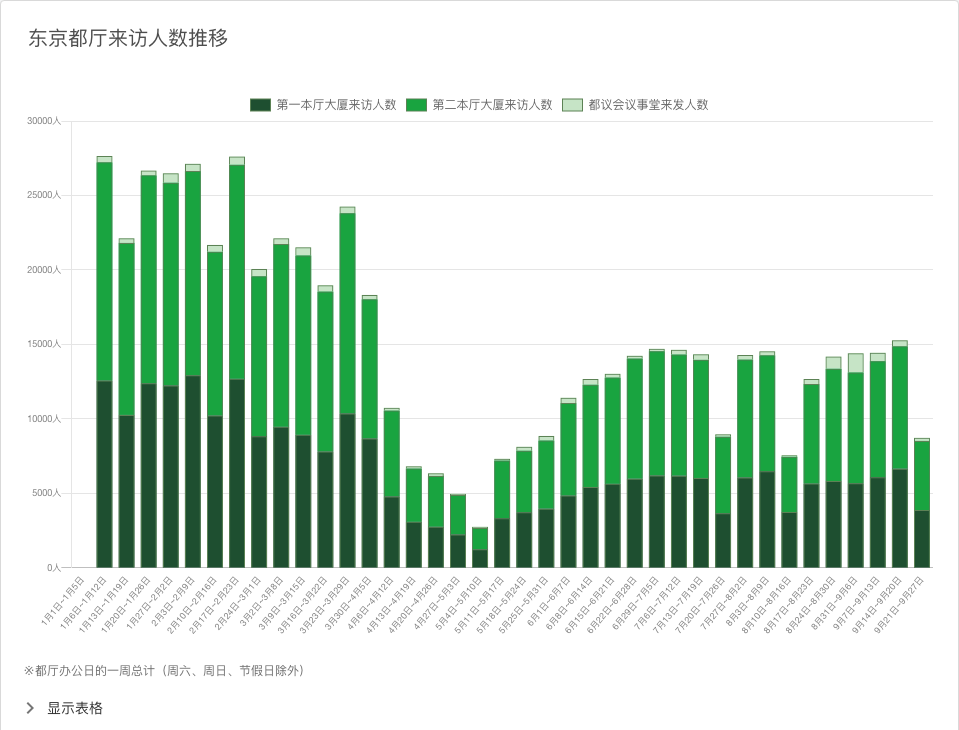 东京都厅来访人数推移
第一本厅大厦来访人数 第二本厅大厦来访人数 都议会议事堂来发人数
30000人
25000人
20000人
15000人
10000人
5000人
0人
1月1日~1月5日
1月6日~1月12日
1月13日~1月19日
1月20日~1月26日
1月27日~2月2日
2月3日~2月9日
2月10日~2月16日
2月17日~2月23日
2月24日~3月1日
3月2日~3月8日
3月9日~3月15日
3月16日~3月22日
3月23日~3月29日
3月30日~4月5日
4月6日~4月12日
4月13日~4月19日
4月20日~4月26日
4月27日~5月3日
5月4日~5月10日
5月11日~5月17日
5月18日~5月24日
5月25日~5月31日
6月1日~6月7日
6月8日~6月14日
6月15日~6月21日
6月22日~6月28日
6月29日~7月5日
7月6日~7月12日
7月13日~7月19日
7月20日~7月26日
7月27日~8月2日
8月3日~8月9日
8月10日~8月16日
8月17日~8月23日
8月24日~8月30日
8月31日~9月6日
9月7日~9月13日
9月14日~9月20日
9月21日~9月27日
※都厅办公日的一周总计（周六、周日、节假日除外）
显示表格